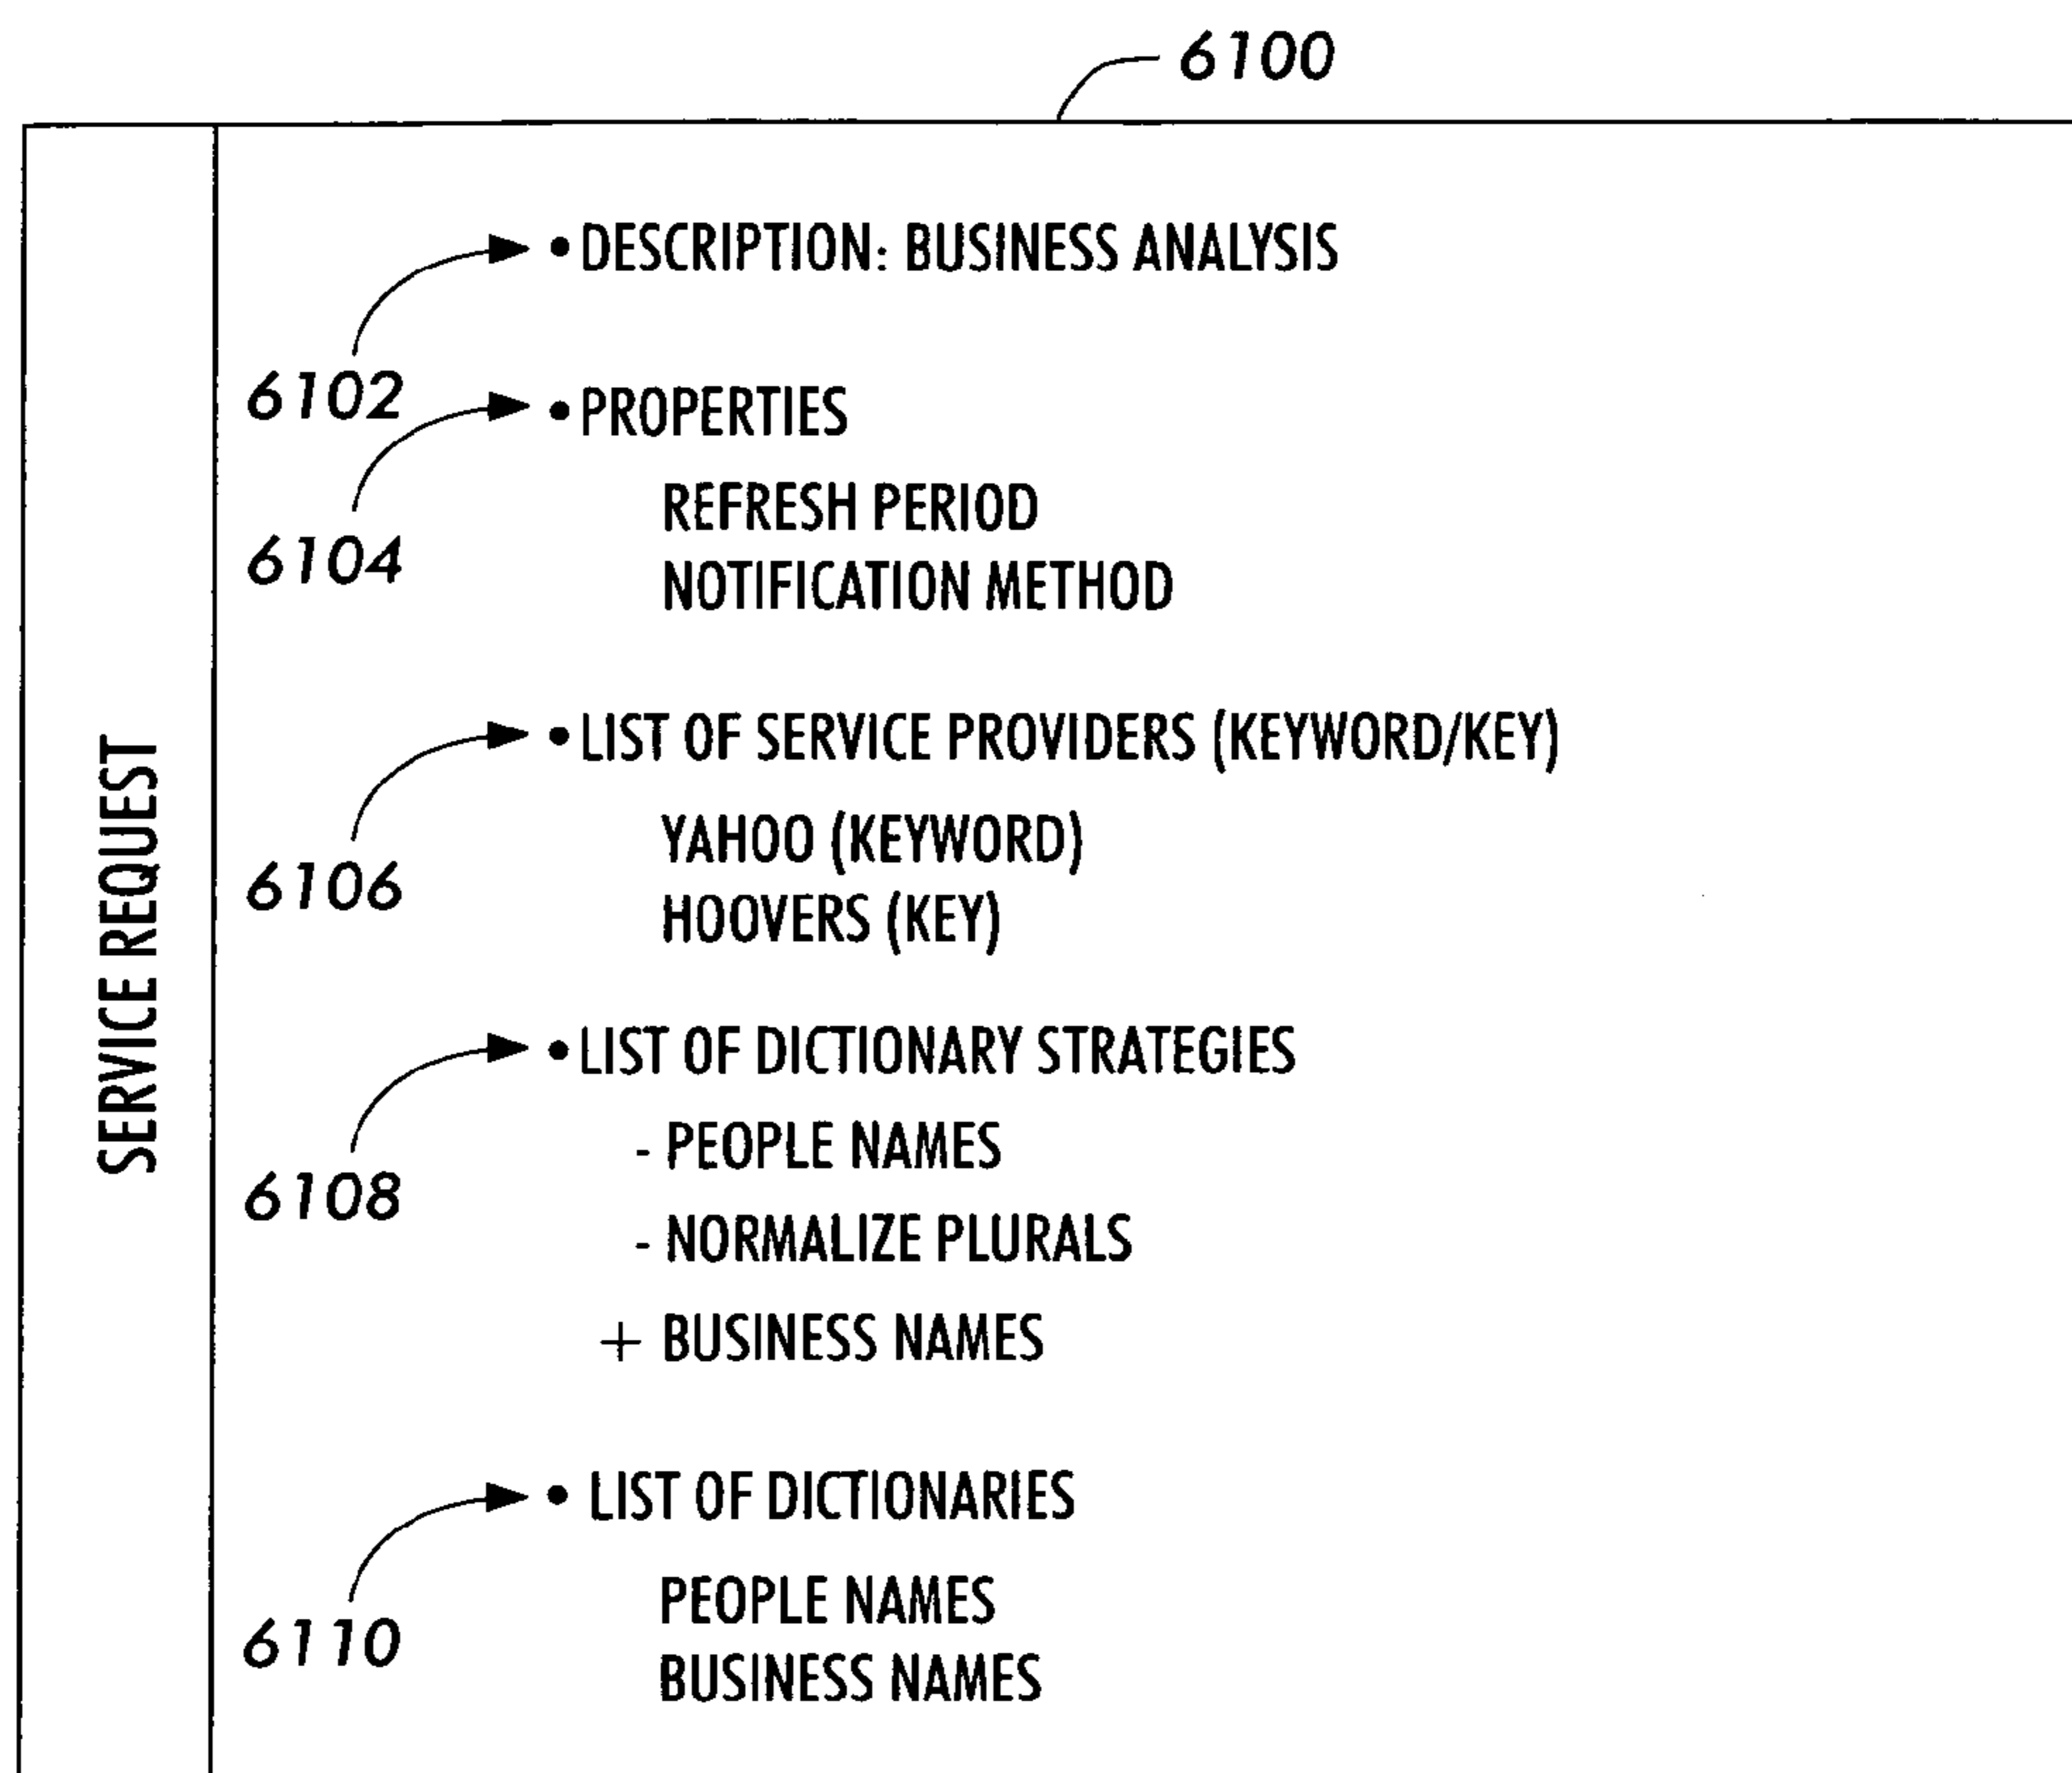 6100
SERVICE REQUEST
• DESCRIPTION: BUSINESS ANALYSIS
6102
• PROPERTIES
REFRESH PERIOD
6104
NOTIFICATION METHOD
• LIST OF SERVICE PROVIDERS (KEYWORD/KEY)
YAHOO (KEYWORD)
6106
HOOVERS (KEY)
• LIST OF DICTIONARY STRATEGIES
- PEOPLE NAMES
6108
- NORMALIZE PLURALS
+ BUSINESS NAMES
• LIST OF DICTIONARIES
PEOPLE NAMES
6110
BUSINESS NAMES